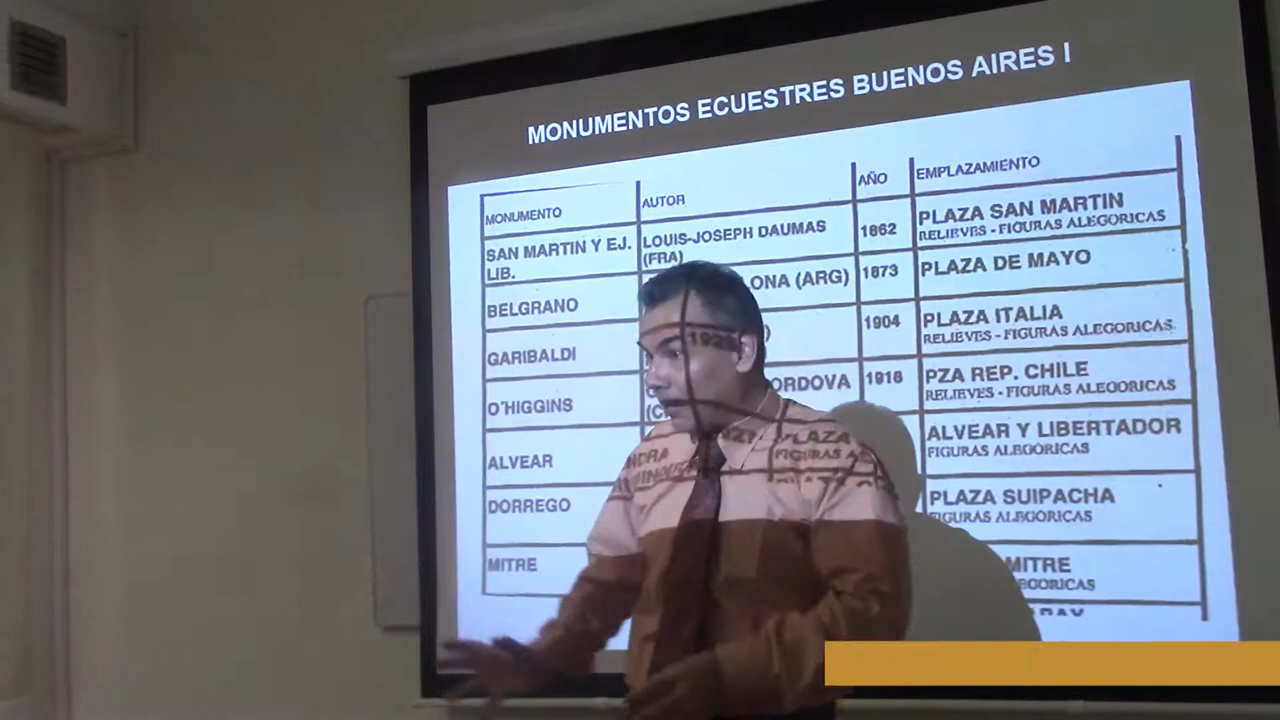 MONUMENTOS ECUESTRES BUENOS AIRES I
MONUMENTO AUTOR AÑO EMPLAZAMIENTO
SAN MARTIN Y EJ. LIB. LOUIS-JOSEPH DAUMAS (FRA) 1862 PLAZA SAN MARTIN
RELIEVES - FIGURAS ALEGORICAS
BELGRANO (ARG) 1873 PLAZA DE MAYO
GARIBALDI 1904 PLAZA ITALIA
RELIEVES - FIGURAS ALEGORICAS.
O'HIGGINS 1918 PZA REP. CHILE
RELIEVES - FIGURAS ALEGORICAS
ALVEAR ALVEAR Y LIBERTADOR
FIGURAS ALEGORICAS
DORREGO PLAZA SUIPACHA
FIGURAS ALEGORICAS
MITRE MITRE
PLAZA
FIGURAS